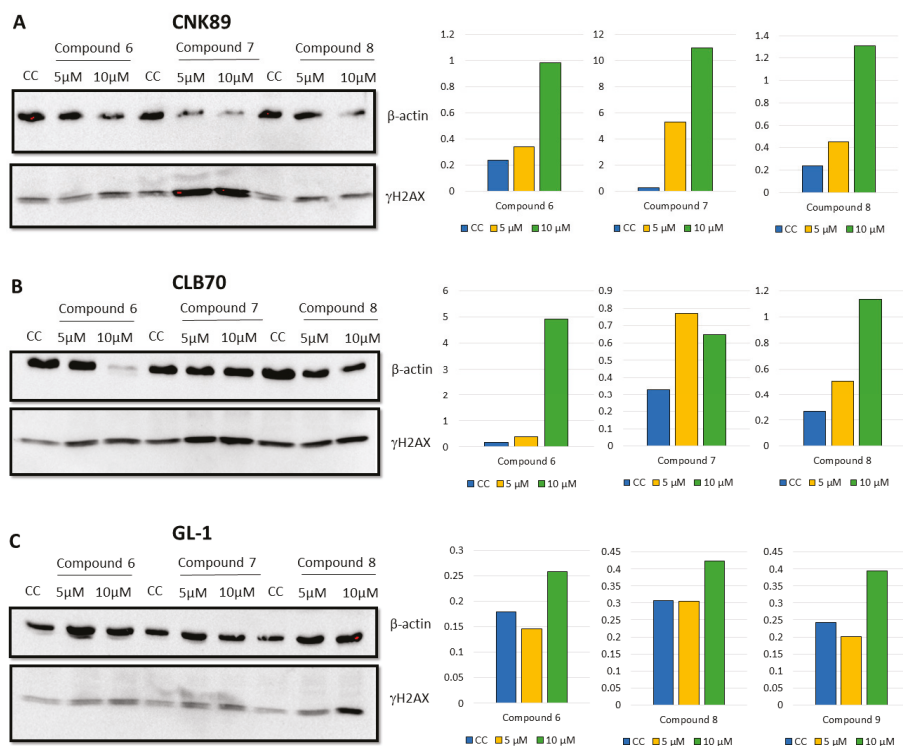 A
CNK89
Compound 6
Compound 7
Compound 8
CC
5µM
10µM
CC
5µM
10µM
CC
5µM
10µM
β-actin
γH2AX
1.2
1
0.8
0.6
0.4
0.2
0
Compound 6
CC
5 µM
10 µM
12
10
8
6
4
2
0
Coumpound 7
CC
5 µM
10 µM
1.4
1.2
1
0.8
0.6
0.4
0.2
0
Coumpound 8
CC
5 µM
10 µM
B
CLB70
Compound 6
Compound 7
Compound 8
CC
5µM
10µM
CC
5µM
10µM
CC
5µM
10µM
β-actin
γH2AX
6
5
4
3
2
1
0
Compound 6
CC
5 µM
10 µM
0.9
0.8
0.7
0.6
0.5
0.4
0.3
0.2
0.1
0
Compound 7
CC
5 µM
10 µM
1.2
1
0.8
0.6
0.4
0.2
0
Compound 8
CC
5 µM
10 µM
C
GL-1
Compound 6
Compound 7
Compound 8
CC
5µM
10µM
CC
5µM
10µM
CC
5µM
10µM
β-actin
γH2AX
0.3
0.25
0.2
0.15
0.1
0.05
0
Compound 6
CC
5 µM
10 µM
0.45
0.4
0.35
0.3
0.25
0.2
0.15
0.1
0.05
0
Compound 8
CC
5 µM
10 µM
0.45
0.4
0.35
0.3
0.25
0.2
0.15
0.1
0.05
0
Compound 9
CC
5 µM
10 µM